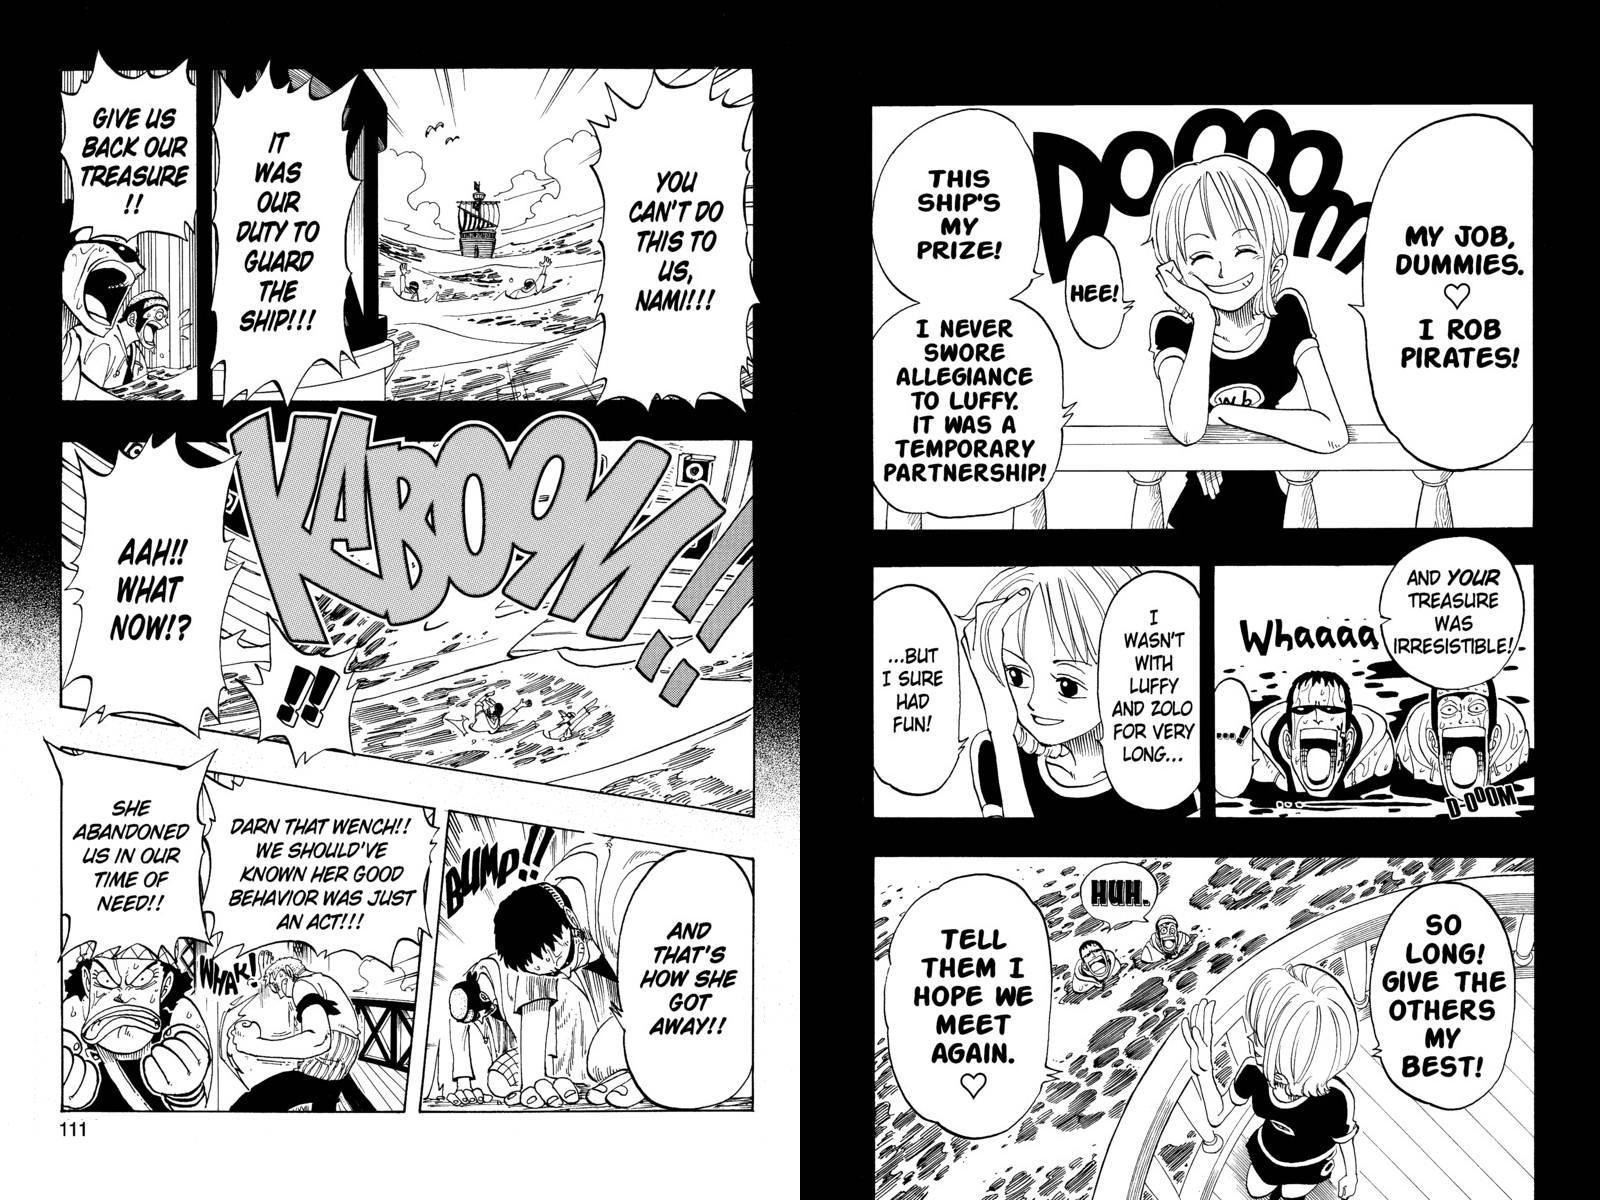 DOOOOM
MY JOB,
DUMMIES.
♡
I ROB
PIRATES!
HEE!
THIS
SHIP'S
MY
PRIZE!
I NEVER
SWORE
ALLEGIANCE
TO LUFFY.
IT WAS A
TEMPORARY
PARTNERSHIP!
AND YOUR
TREASURE
WAS
IRRESISTIBLE!
Whaaaa
...!
D-OOOM
I
WASN'T
WITH
LUFFY
AND ZOLO
FOR VERY
LONG...
...BUT
I SURE
HAD
FUN!
SO
LONG!
GIVE THE
OTHERS
MY
BEST!
HUH.
TELL
THEM I
HOPE WE
MEET
AGAIN.
♡
YOU
CAN'T DO
THIS TO
US,
NAMI!!!
IT
WAS
OUR
DUTY TO
GUARD
THE
SHIP!!!
GIVE US
BACK OUR
TREASURE
!!
KABOOM!!
!!
AAH!!
WHAT
NOW!?
AND
THAT'S
HOW SHE
GOT
AWAY!!
BUMP!!
DARN THAT WENCH!!
WE SHOULD'VE
KNOWN HER GOOD
BEHAVIOR WAS JUST
AN ACT!!!
WHAK!
SHE
ABANDONED
US IN OUR
TIME OF
NEED!!
111